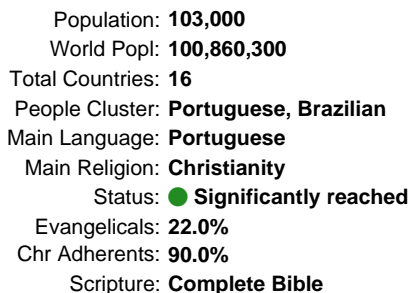 Population: 103,000
World Popl: 100,860,300
Total Countries: 16
People Cluster: Portuguese, Brazilian
Main Language: Portuguese
Main Religion: Christianity
Status: Significantly reached
Evangelicals: 22.0%
Chr Adherents: 90.0%
Scripture: Complete Bible